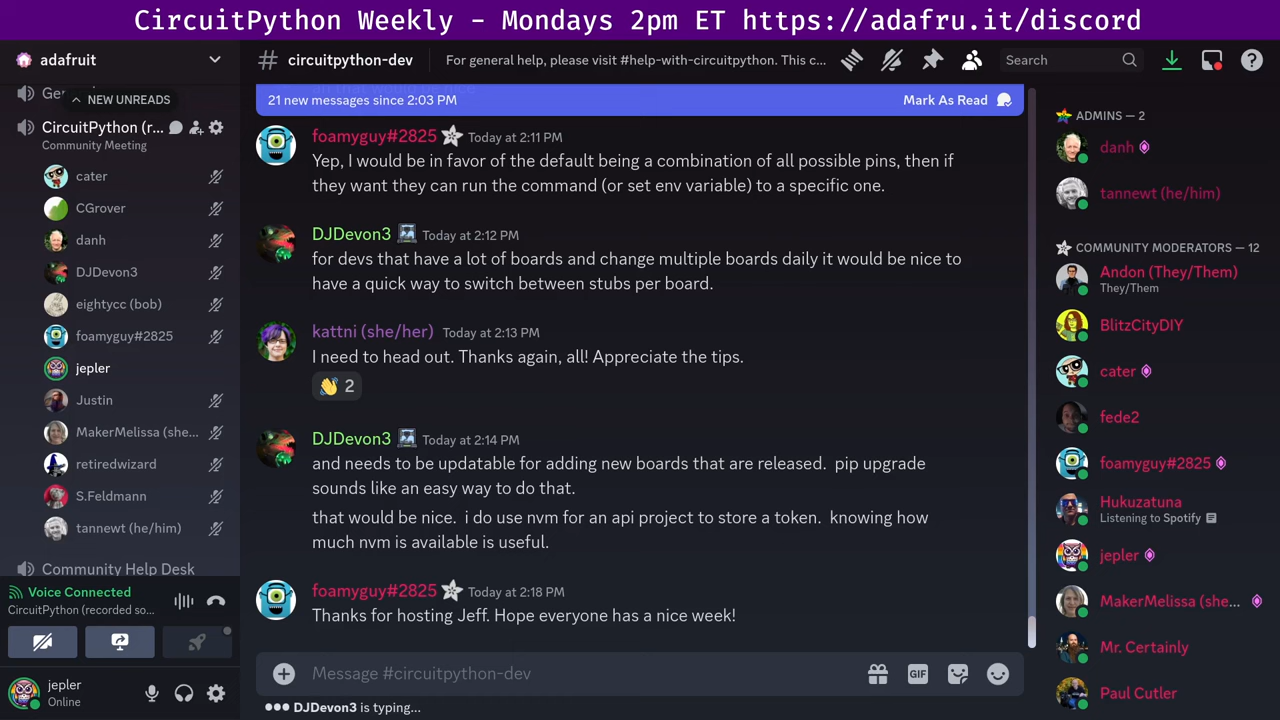 CircuitPython Weekly - Mondays 2pm ET https://adafru.it/discord
adafruit
NEW UNREADS
CircuitPython (r...
Community Meeting
cater
CGrover
danh
DJDevon3
eightycc (bob)
foamyguy#2825
jepler
Justin
MakerMelissa (she...
retiredwizard
S.Feldmann
tannewt (he/him)
Community Help Desk
Voice Connected
CircuitPython (recorded so...
jepler
Online
# circuitpython-dev
For general help, please visit #help-with-circuitpython. This c...
Search
21 new messages since 2:03 PM
Mark As Read
foamyguy#2825 Today at 2:11 PM
Yep, I would be in favor of the default being a combination of all possible pins, then if
they want they can run the command (or set env variable) to a specific one.
DJDevon3 Today at 2:12 PM
for devs that have a lot of boards and change multiple boards daily it would be nice to
have a quick way to switch between stubs per board.
kattni (she/her) Today at 2:13 PM
I need to head out. Thanks again, all! Appreciate the tips.
2
DJDevon3 Today at 2:14 PM
and needs to be updatable for adding new boards that are released. pip upgrade
sounds like an easy way to do that.
that would be nice. i do use nvm for an api project to store a token. knowing how
much nvm is available is useful.
foamyguy#2825 Today at 2:18 PM
Thanks for hosting Jeff. Hope everyone has a nice week!
Message #circuitpython-dev
GIF
DJDevon3 is typing...
ADMINS — 2
danh
tannewt (he/him)
COMMUNITY MODERATORS — 12
Andon (They/Them)
They/Them
BlitzCityDIY
cater
fede2
foamyguy#2825
Hukuzatuna
Listening to Spotify
jepler
MakerMelissa (she...
Mr. Certainly
Paul Cutler